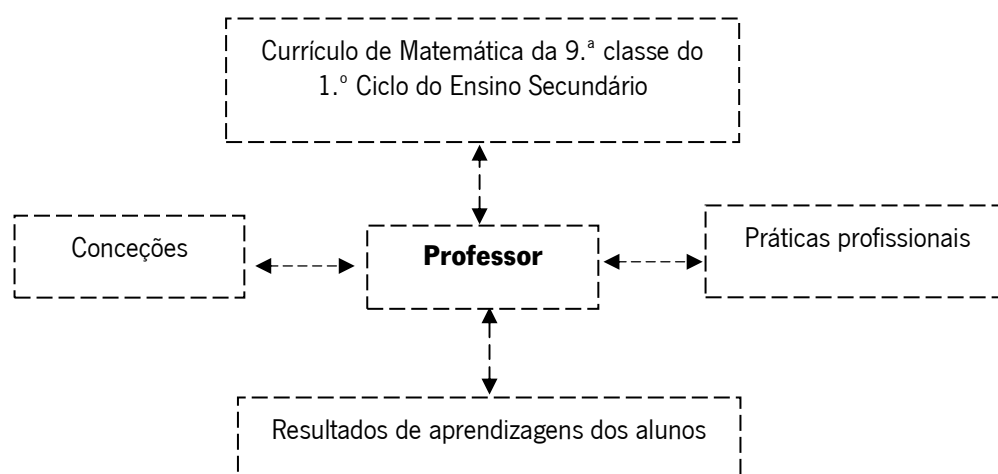 Currículo de Matemática da 9.ª classe do
1.º Ciclo do Ensino Secundário
Conceções
Professor
Práticas profissionais
Resultados de aprendizagens dos alunos